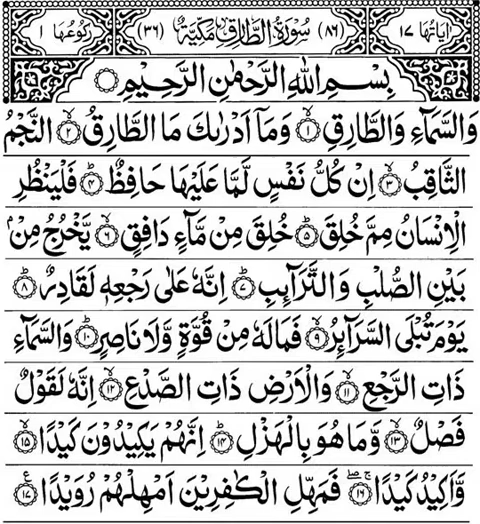 اٰیاتُهَا ١٧ (٨٦) سُوْرَةُ الطَّارِقِ مَكِّيَّةٌ (٣٦) رُكُوْعُهَا ١
بِسْمِ اللّٰهِ الرَّحْمٰنِ الرَّحِيْمِ
وَالسَّمَآءِ وَالطَّارِقِ ۙ﴿١﴾ وَمَآ اَدْرٰىكَ مَا الطَّارِقُ ۙ﴿٢﴾ النَّجْمُ
الثَّاقِبُ ۙ﴿٣﴾ اِنْ كُلُّ نَفْسٍ لَّمَّا عَلَيْهَا حَافِظٌ ؕ﴿٤﴾ فَلْيَنْظُرِ
الْاِنْسَانُ مِمَّ خُلِقَ ؕ﴿٥﴾ خُلِقَ مِنْ مَّآءٍ دَافِقٍ ۙ﴿٦﴾ يَّخْرُجُ مِنْۢ
بَيْنِ الصُّلْبِ وَالتَّرَآئِبِ ؕ﴿٧﴾ اِنَّهٗ عَلٰى رَجْعِهٖ لَقَادِرٌ ؕ﴿٨﴾
يَوْمَ تُبْلَى السَّرَآئِرُ ۙ﴿٩﴾ فَمَا لَهٗ مِنْ قُوَّةٍ وَّلَا نَاصِرٍ ؕ﴿١٠﴾ وَالسَّمَآءِ
ذَاتِ الرَّجْعِ ۙ﴿١١﴾ وَالْاَرْضِ ذَاتِ الصَّدْعِ ۙ﴿١٢﴾ اِنَّهٗ لَقَوْلٌ
فَصْلٌ ۙ﴿١٣﴾ وَّمَا هُوَ بِالْهَزْلِ ؕ﴿١٤﴾ اِنَّهُمْ يَكِيْدُوْنَ كَيْدًا ۙ﴿١٥﴾
وَّاَكِيْدُ كَيْدًا ۚۖ﴿١٦﴾ فَمَهِّلِ الْكٰفِرِيْنَ اَمْهِلْهُمْ رُوَيْدًا ﴿١٧﴾ ع